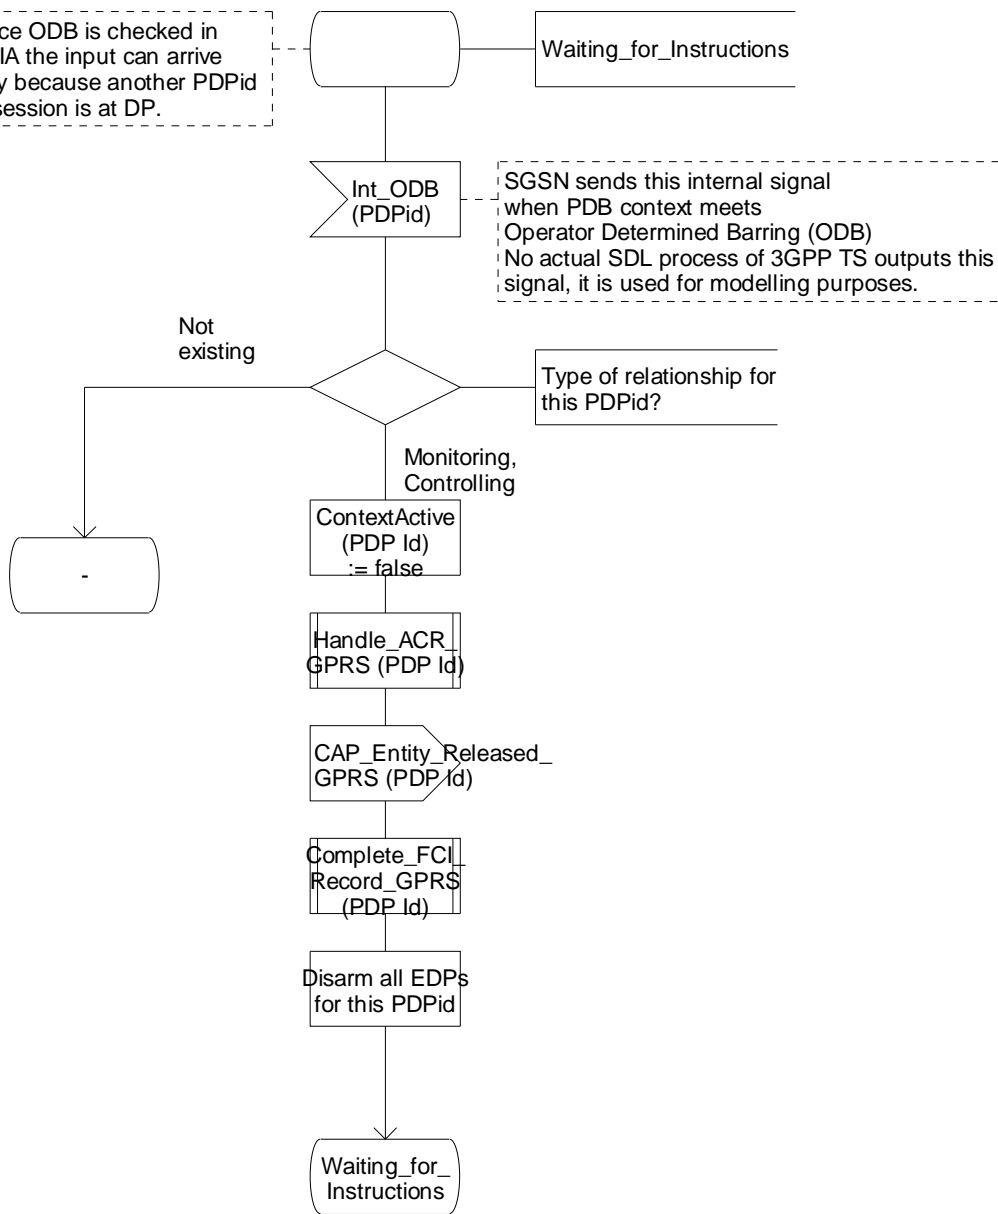 ce ODB is checked in
IA the input can arrive
y because another PDPid
session is at DP.
Waiting_for_Instructions
Int_ODB
(PDPid)
SGSN sends this internal signal
when PDB context meets
Operator Determined Barring (ODB)
No actual SDL process of 3GPP TS outputs this
signal, it is used for modelling purposes.
Not
existing
Type of relationship for
this PDPid?
Monitoring,
Controlling
ContextActive
(PDP Id)
:= false
-
Handle_ACR_
GPRS (PDP Id)
CAP_Entity_Released_
GPRS (PDP Id)
Complete_FCI_
Record_GPRS
(PDP Id)
Disarm all EDPs
for this PDPid
Waiting_for_
Instructions